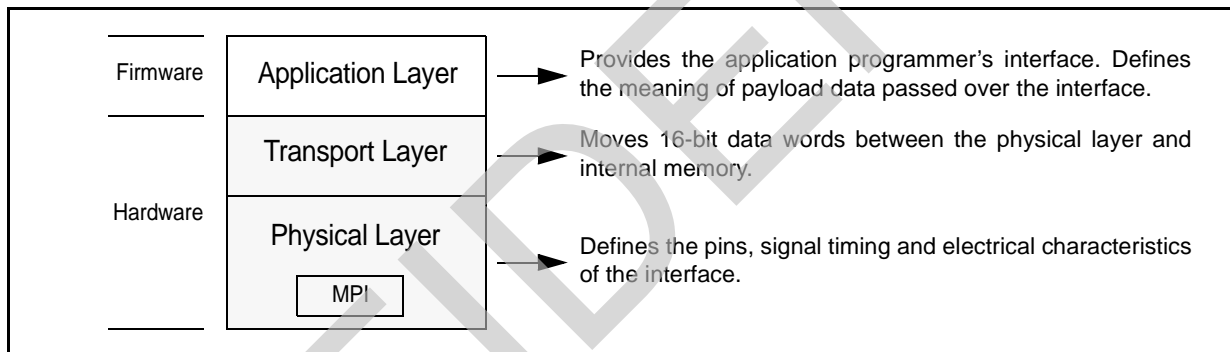 Firmware
Application Layer
Provides the application programmer's interface. Defines
the meaning of payload data passed over the interface.
Transport Layer
Moves 16-bit data words between the physical layer and
internal memory.
Hardware
Physical Layer
MPI
Defines the pins, signal timing and electrical characteristics
of the interface.